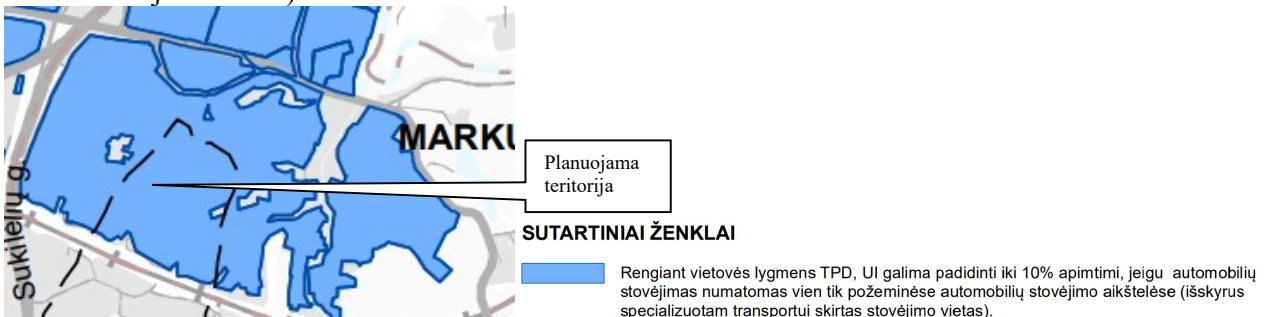 MARKU
Planuojama
teritorija
Sukilėlių g.
SUTARTINIAI ŽENKLAI
Rengiant vietovės lygmens TPD, UI galima padidinti iki 10% apimtimi, jeigu automobilių
stovėjimas numatomas vien tik požeminėse automobilių stovėjimo aikštelėse (išskyrus
specializuotam transportui skirtas stovėjimo vietas).